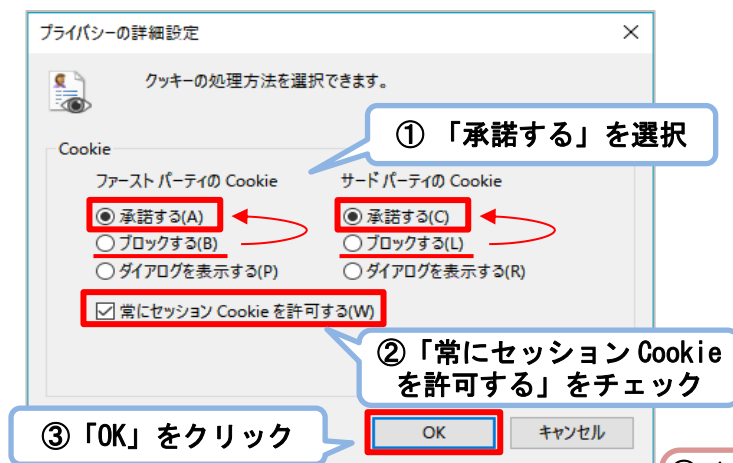 プライバシーの詳細設定
クッキーの処理方法を選択できます。
① 「承諾する」を選択
Cookie
ファースト パーティの Cookie
サード パーティの Cookie
承諾する(A)
承諾する(C)
ブロックする(B)
ブロックする(L)
ダイアログを表示する(P)
ダイアログを表示する(R)
常にセッション Cookie を許可する(W)
②「常にセッション Cookie
を許可する」をチェック
③「OK」をクリック
OK
キャンセル